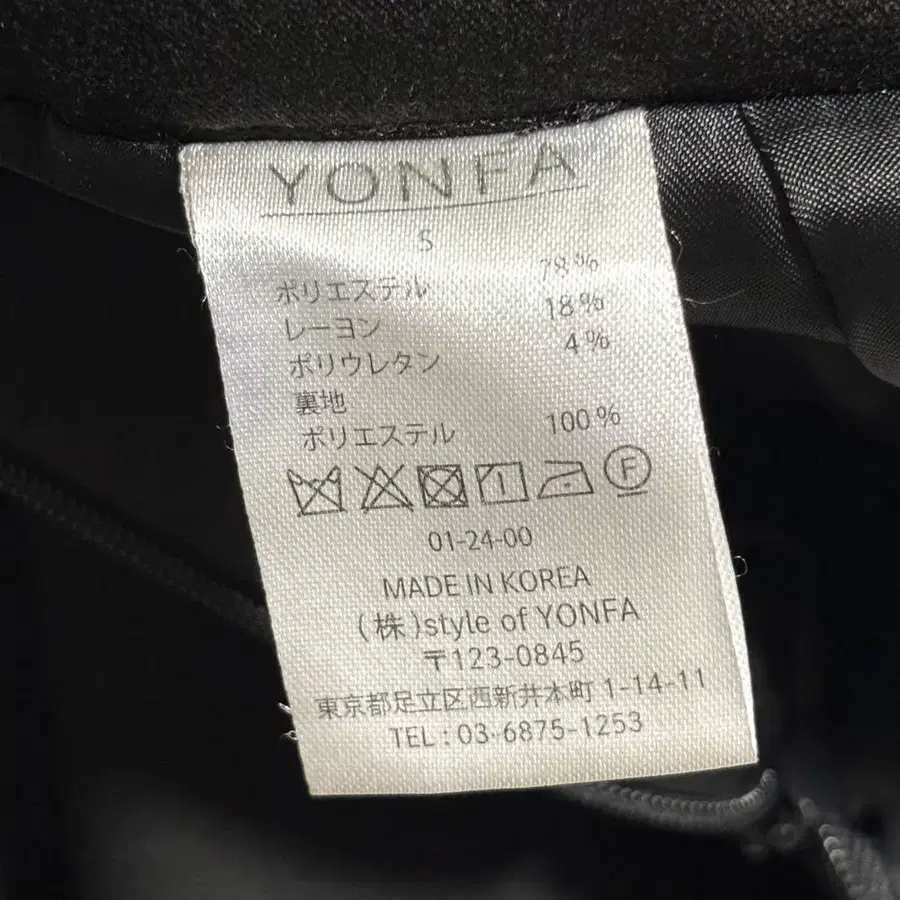 YONFA
S
ポリエステル 78%
レーヨン 18%
ポリウレタン 4%
裏地
ポリエステル 100%
F
01-24-00
MADE IN KOREA
(株)style of YONFA
〒123-0845
東京都足立区西新井本町 1-14-11
TEL : 03-6875-1253